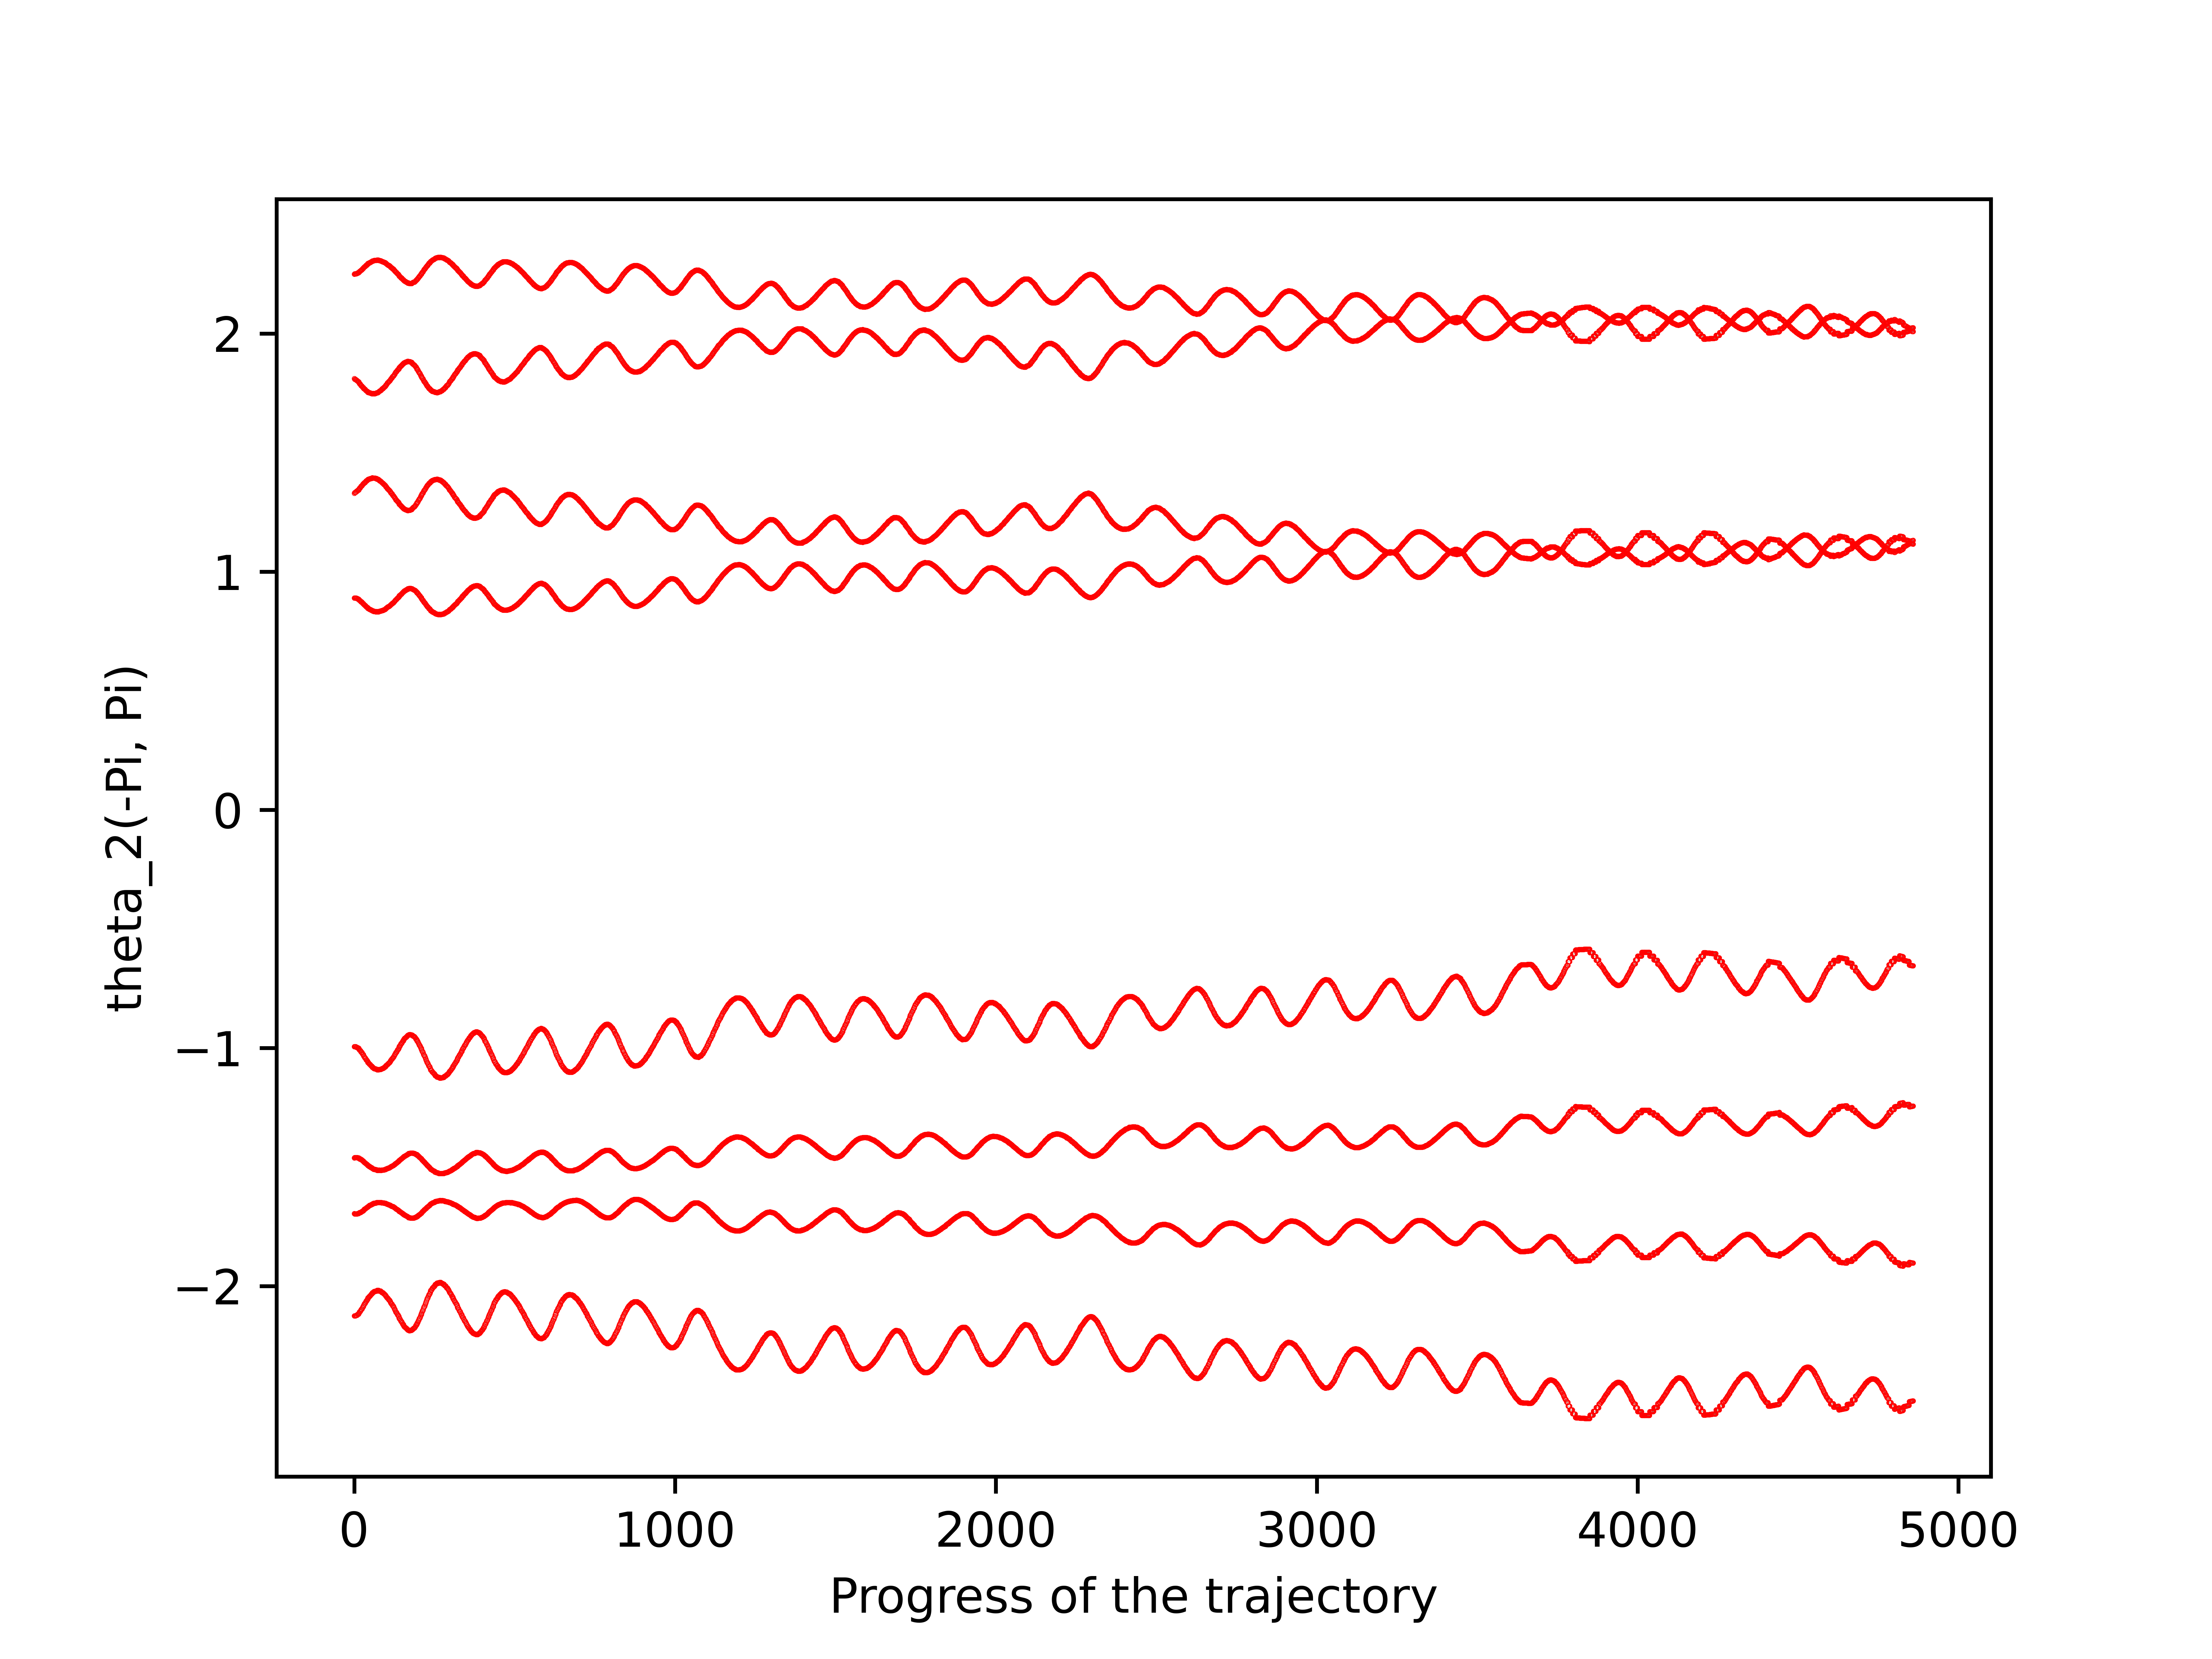 theta_2(-Pi, Pi)
2
1
0
−1
−2
0 1000 2000 3000 4000 5000
Progress of the trajectory